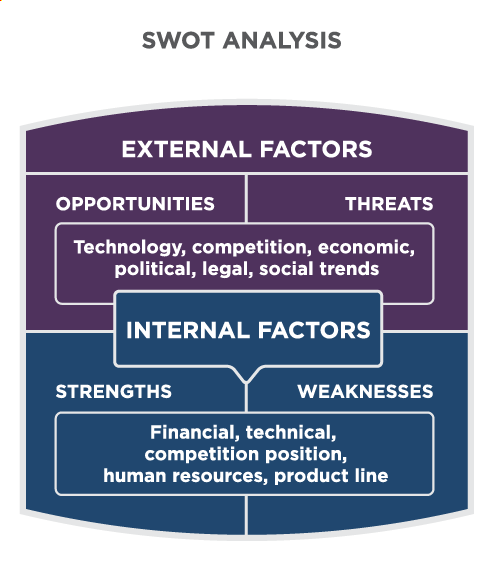 SWOT ANALYSIS
EXTERNAL FACTORS
OPPORTUNITIES
THREATS
Technology, competition, economic,
political, legal, social trends
INTERNAL FACTORS
STRENGTHS
WEAKNESSES
Financial, technical,
competition position,
human resources, product line